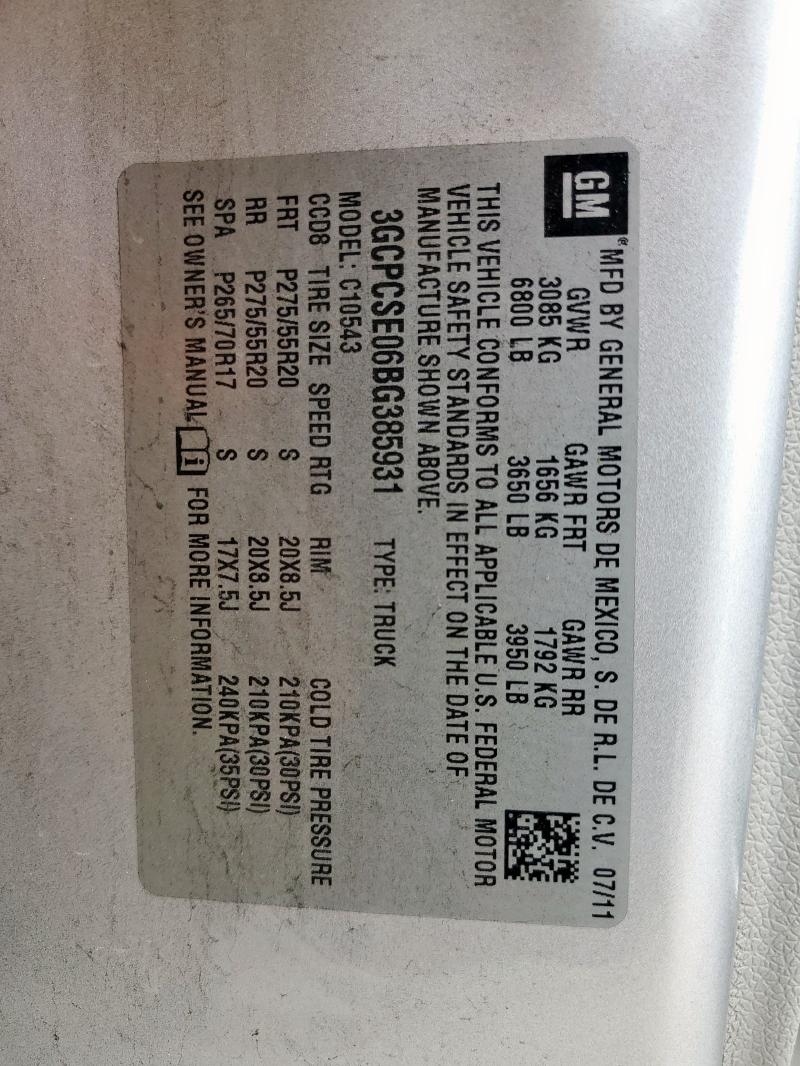 GM® MFD BY GENERAL MOTORS DE MEXICO, S. DE R.L. DE C.V. 07/11
GVWR GAWR FRT GAWR RR
3085 KG 1656 KG 1792 KG
6800 LB 3650 LB 3950 LB
THIS VEHICLE CONFORMS TO ALL APPLICABLE U.S. FEDERAL MOTOR
VEHICLE SAFETY STANDARDS IN EFFECT ON THE DATE OF
MANUFACTURE SHOWN ABOVE.
3GCPCSE06BG385931 TYPE: TRUCK
MODEL: C10543
CCD8 TIRE SIZE SPEED RTG RIM COLD TIRE PRESSURE
FRT P275/55R20 S 20X8.5J 210KPA(30PSI)
RR P275/55R20 S 20X8.5J 210KPA(30PSI)
SPA P265/70R17 S 17X7.5J 240KPA(35PSI)
SEE OWNER'S MANUAL i FOR MORE INFORMATION.